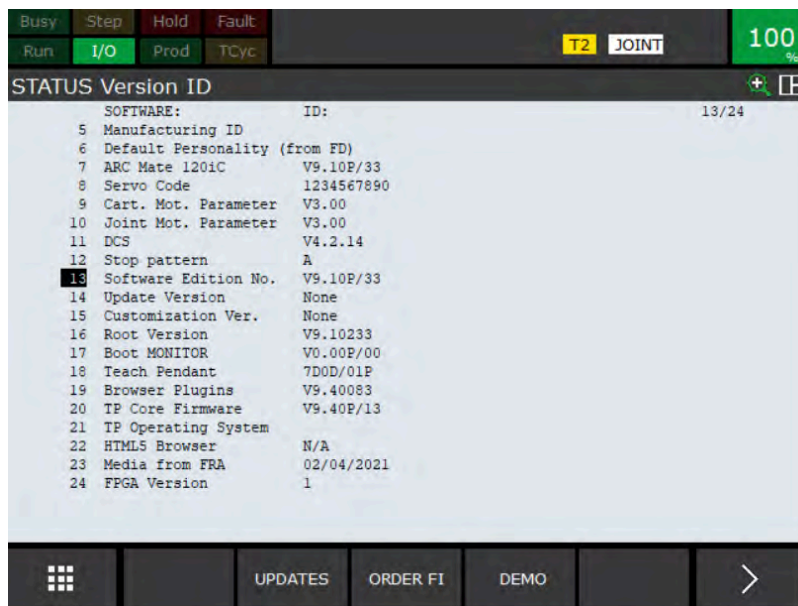 Busy Step Hold Fault
Run I/O Prod TCyc T2 JOINT 100 %
STATUS Version ID
SOFTWARE: ID: 13/24
5 Manufacturing ID
6 Default Personality (from FD)
7 ARC Mate 120iC V9.10P/33
8 Servo Code 1234567890
9 Cart. Mot. Parameter V3.00
10 Joint Mot. Parameter V3.00
11 DCS V4.2.14
12 Stop pattern A
13 Software Edition No. V9.10P/33
14 Update Version None
15 Customization Ver. None
16 Root Version V9.10233
17 Boot MONITOR V0.00P/00
18 Teach Pendant 7D0D/01P
19 Browser Plugins V9.40083
20 TP Core Firmware V9.40P/13
21 TP Operating System
22 HTML5 Browser N/A
23 Media from FRA 02/04/2021
24 FPGA Version 1
UPDATES ORDER FI DEMO